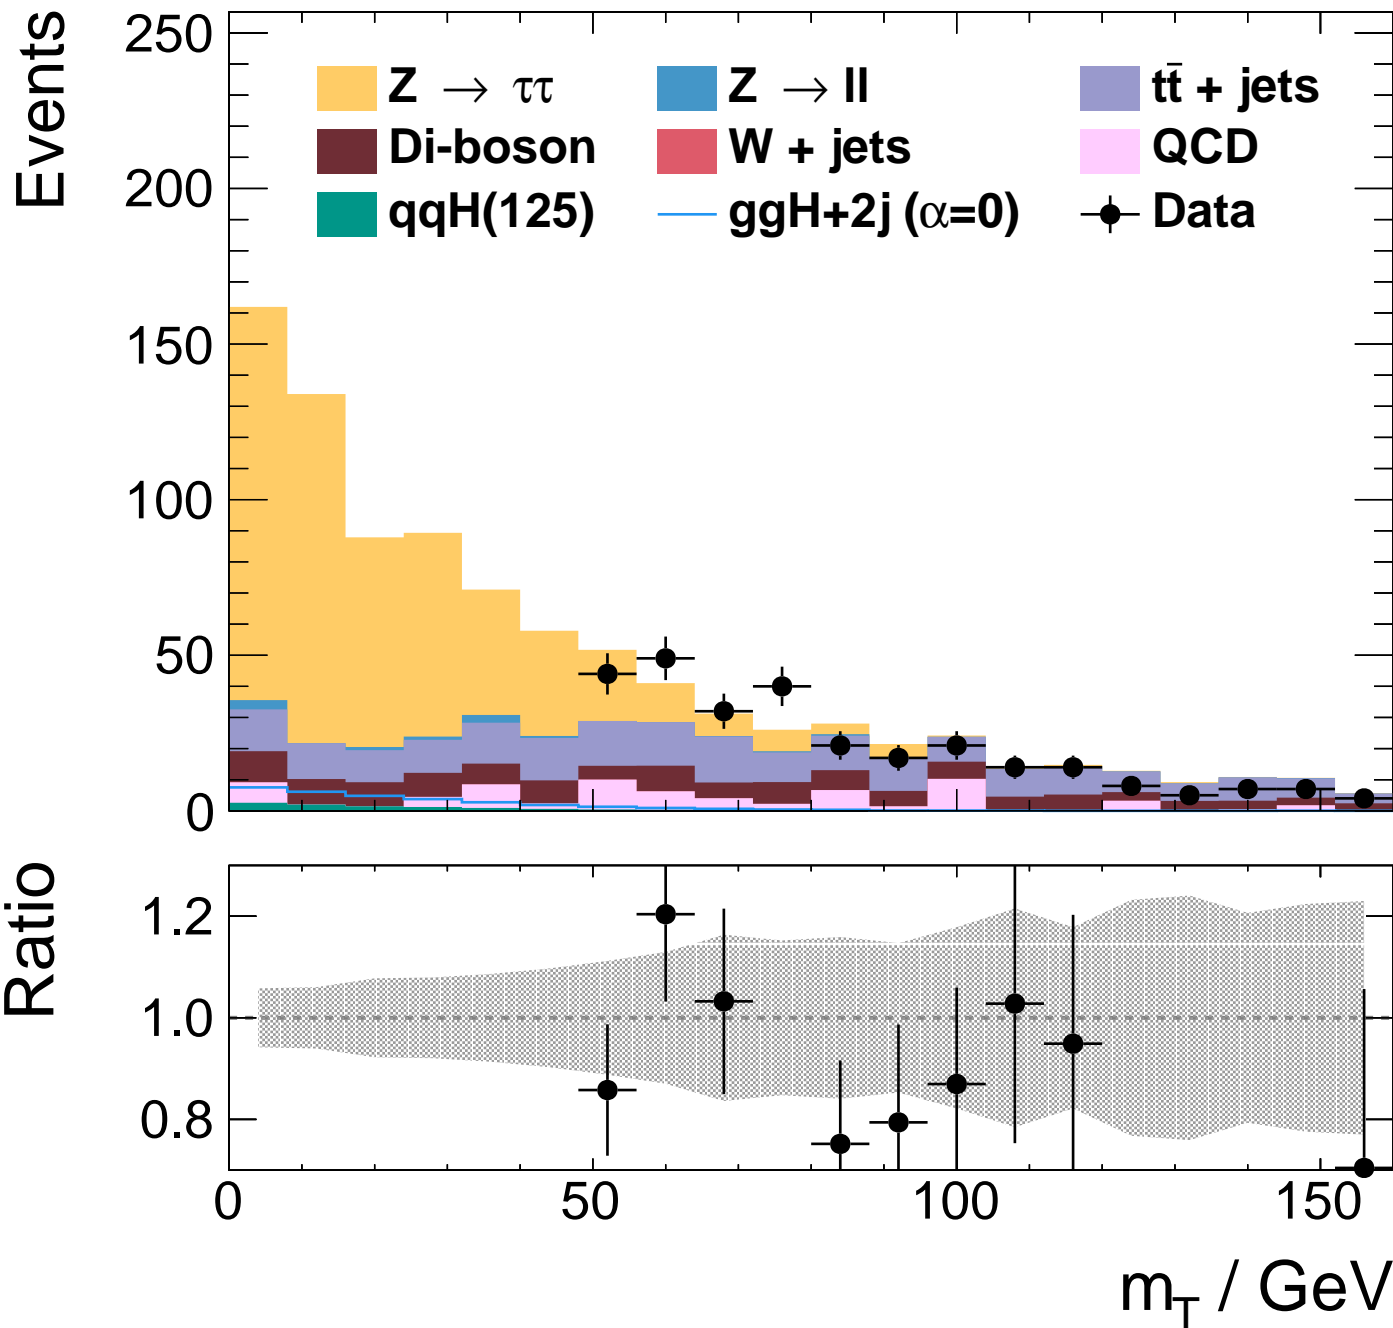 Events
250
200
150
100
50
0
Z → ττ
Z → ll
tt̄ + jets
Di-boson
W + jets
QCD
qqH(125)
ggH+2j (α=0)
Data
Ratio
1.2
1.0
0.8
0 50 100 150
m_T / GeV